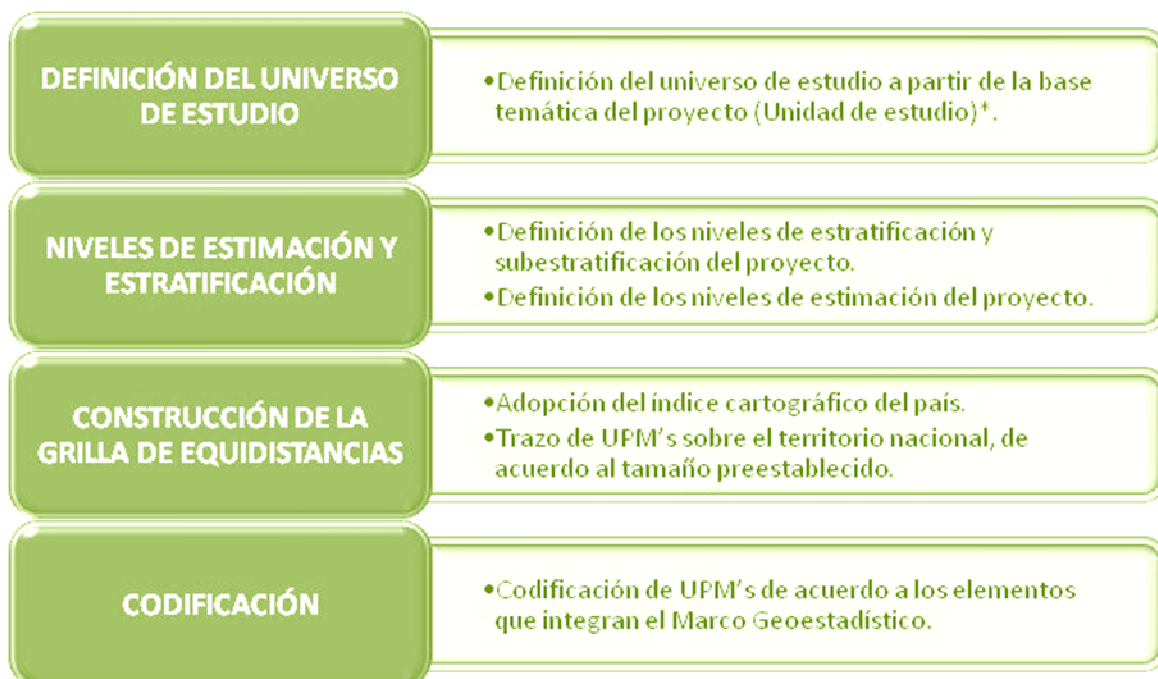 DEFINICIÓN DEL UNIVERSO
DE ESTUDIO
•Definición del universo de estudio a partir de la base
temática del proyecto (Unidad de estudio)*.
NIVELES DE ESTIMACIÓN Y
ESTRATIFICACIÓN
•Definición de los niveles de estratificación y
subestratificación del proyecto.
•Definición de los niveles de estimación del proyecto.
CONSTRUCCIÓN DE LA
GRILLA DE EQUIDISTANCIAS
•Adopción del índice cartográfico del país.
•Trazo de UPM's sobre el territorio nacional, de
acuerdo al tamaño preestablecido.
CODIFICACIÓN
•Codificación de UPM's de acuerdo a los elementos
que integran el Marco Geoestadístico.